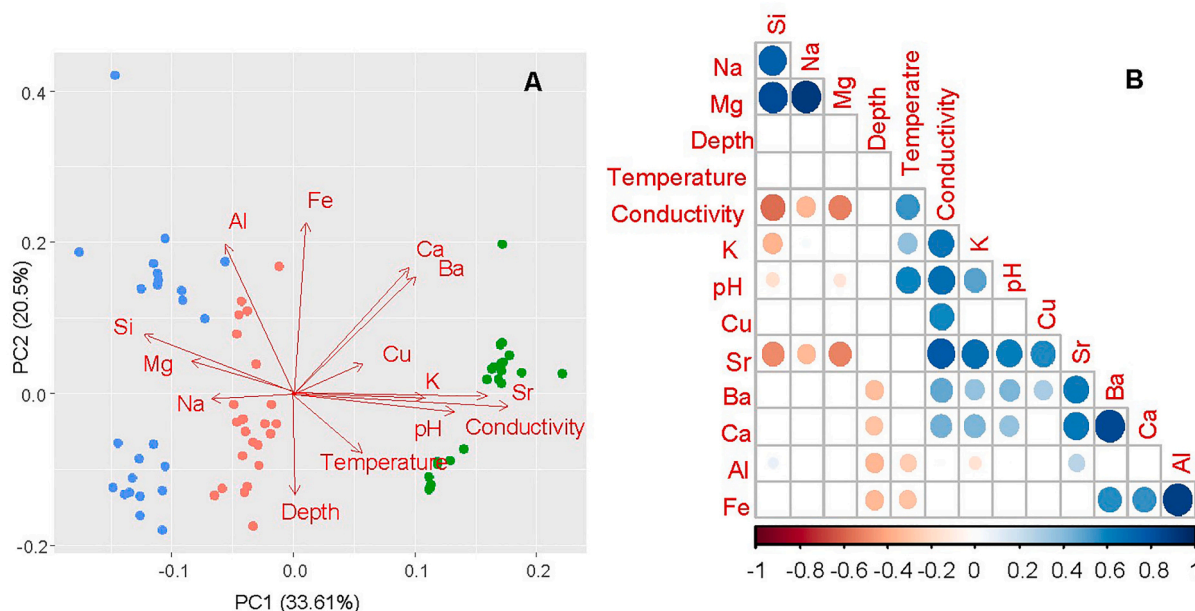 A
0.4
0.2
0.0
-0.2
PC2 (20.5%)
Fe
Al
Ca
Ba
Si
Mg
Cu
K
Sr
Na
pH
Conductivity
Temperature
Depth
-0.1
0.0
0.1
0.2
PC1 (33.61%)
B
Si
Na
Mg
Depth
Temperatre
Conductivity
K
pH
Cu
Sr
Ba
Ca
Al
Na
Mg
Depth
Temperature
Conductivity
K
pH
Cu
Sr
Ba
Ca
Al
Fe
-1 -0.8 -0.6 -0.4 -0.2 0 0.2 0.4 0.6 0.8 1